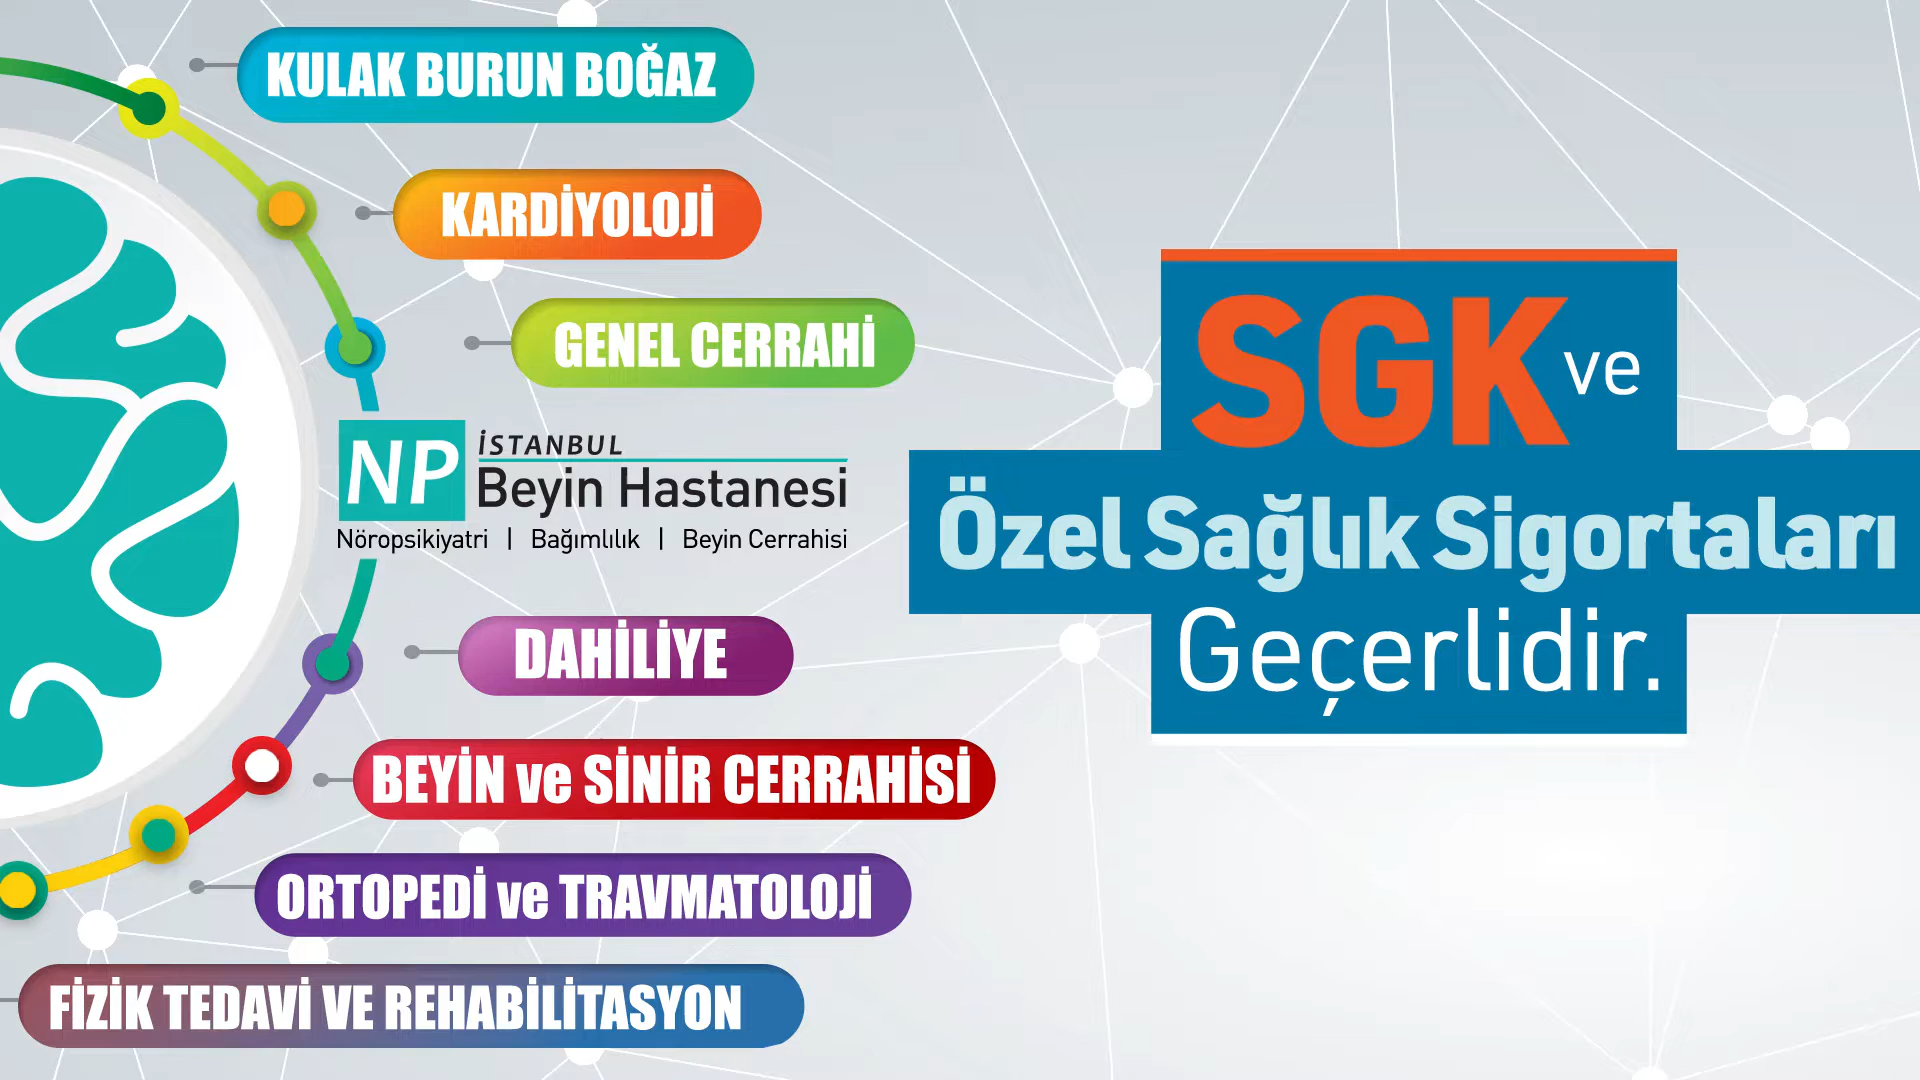 KULAK BURUN BOĞAZ
KARDİYOLOJİ
GENEL CERRAHİ
NP İSTANBUL
Beyin Hastanesi
Nöropsikiyatri | Bağımlılık | Beyin Cerrahisi
DAHİLİYE
BEYİN ve SİNİR CERRAHİSİ
ORTOPEDİ ve TRAVMATOLOJİ
FİZİK TEDAVİ VE REHABİLİTASYON
SGK ve
Özel Sağlık Sigortaları
Geçerlidir.